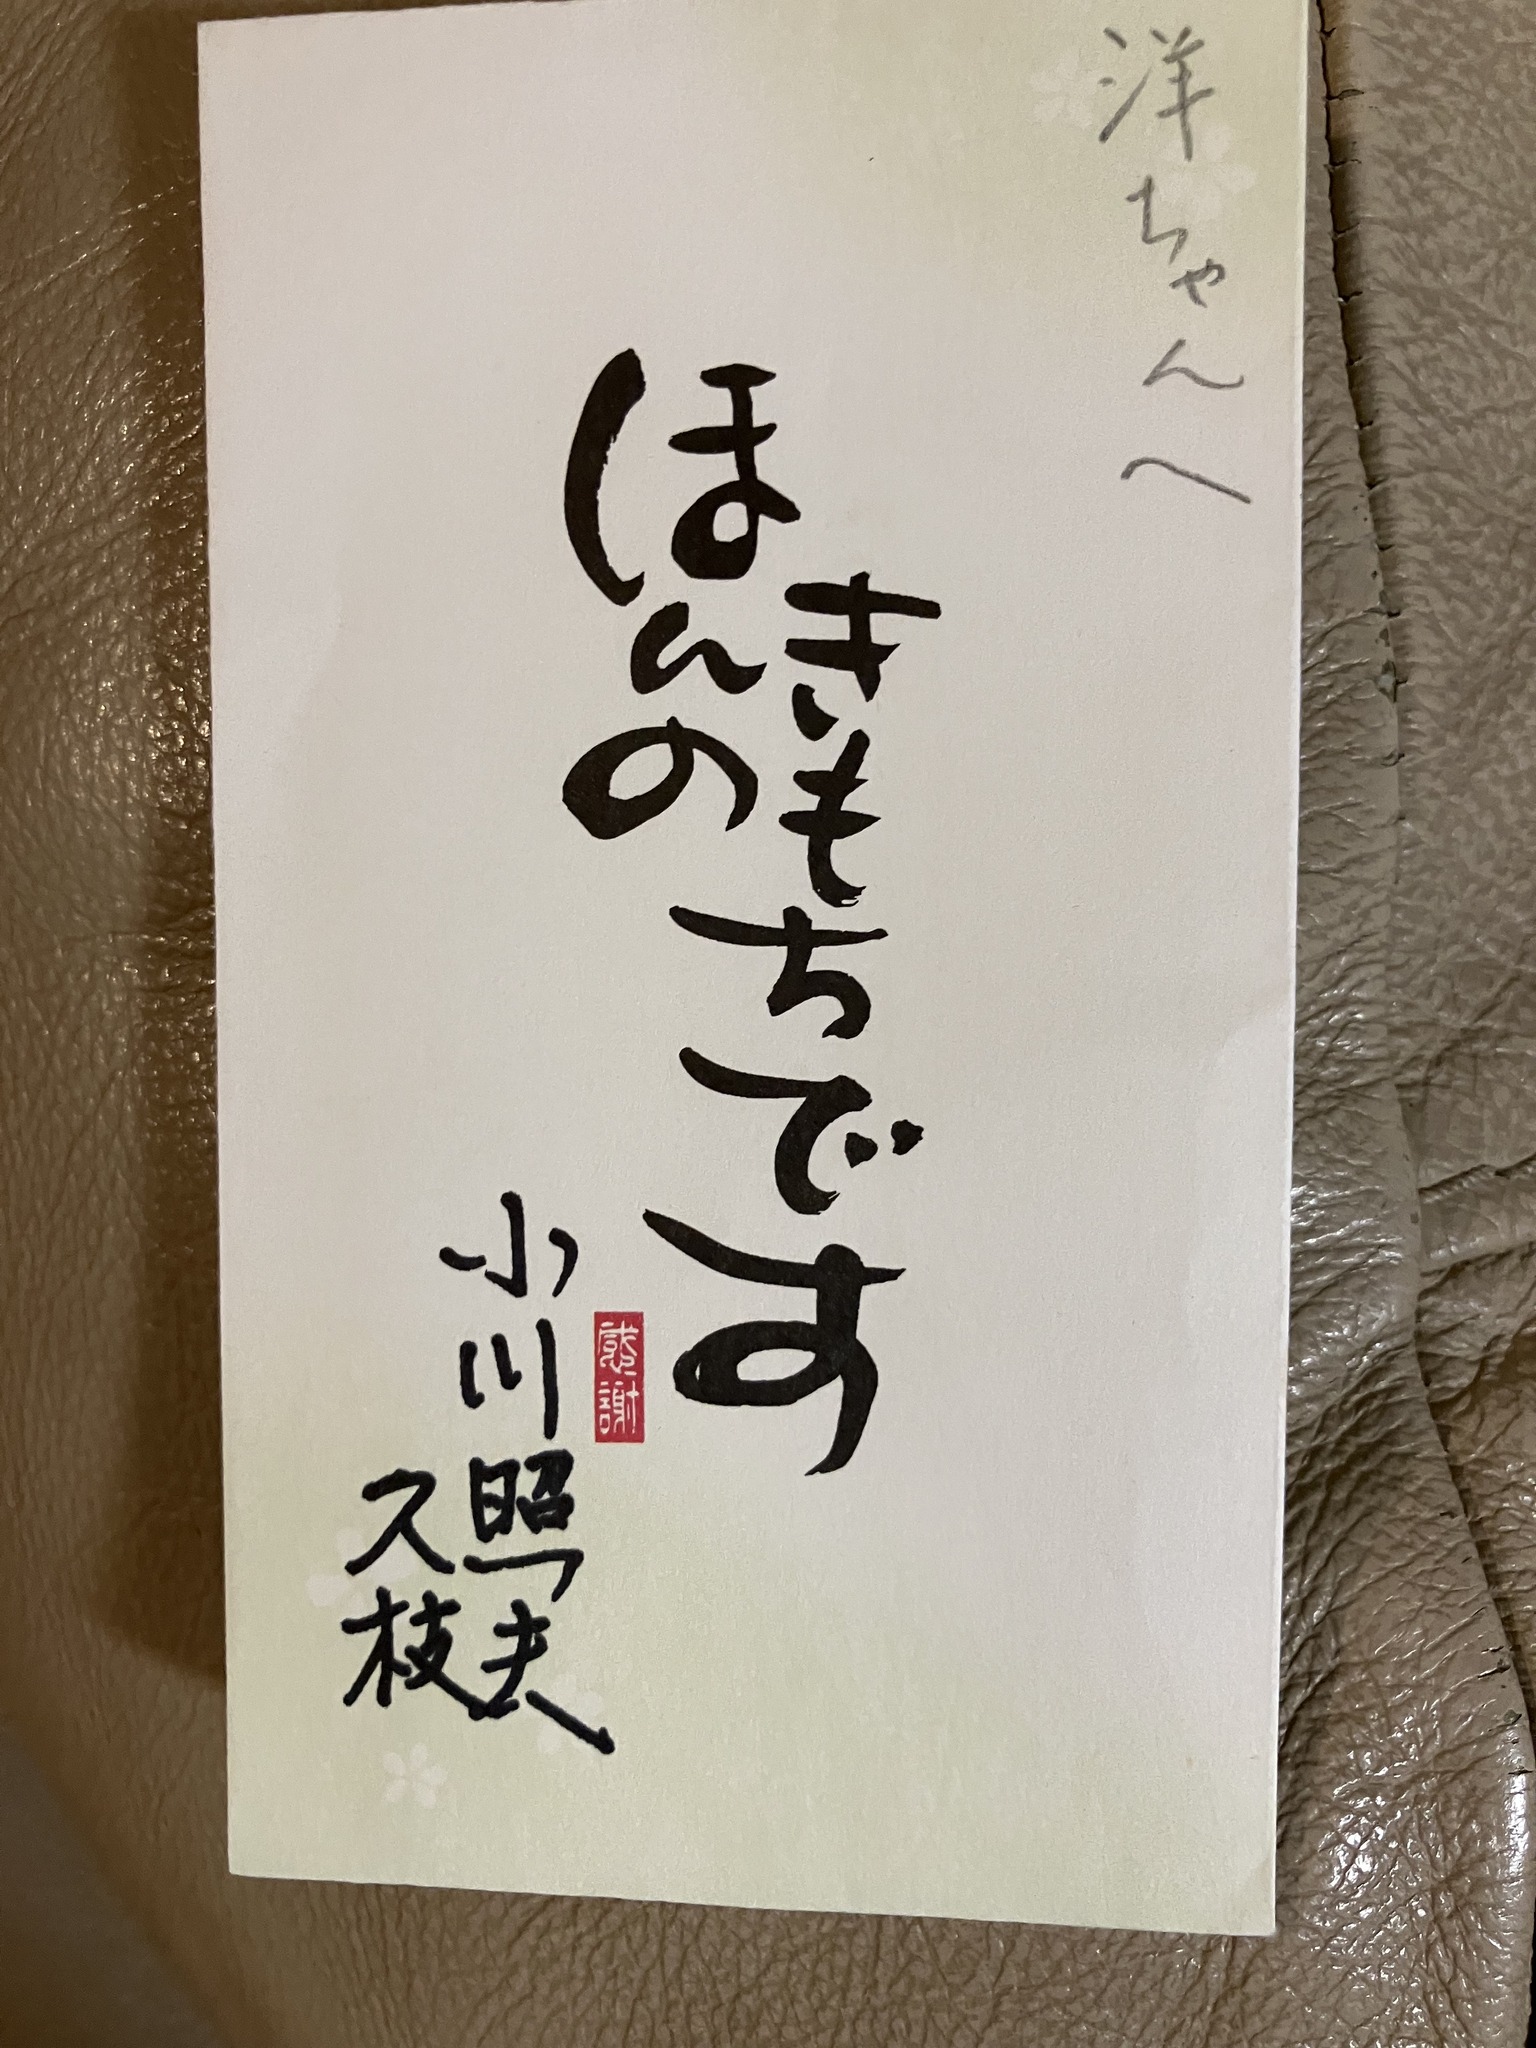 洋ちゃんへ
ほんの
きもちです
感謝
小川照夫
久枝